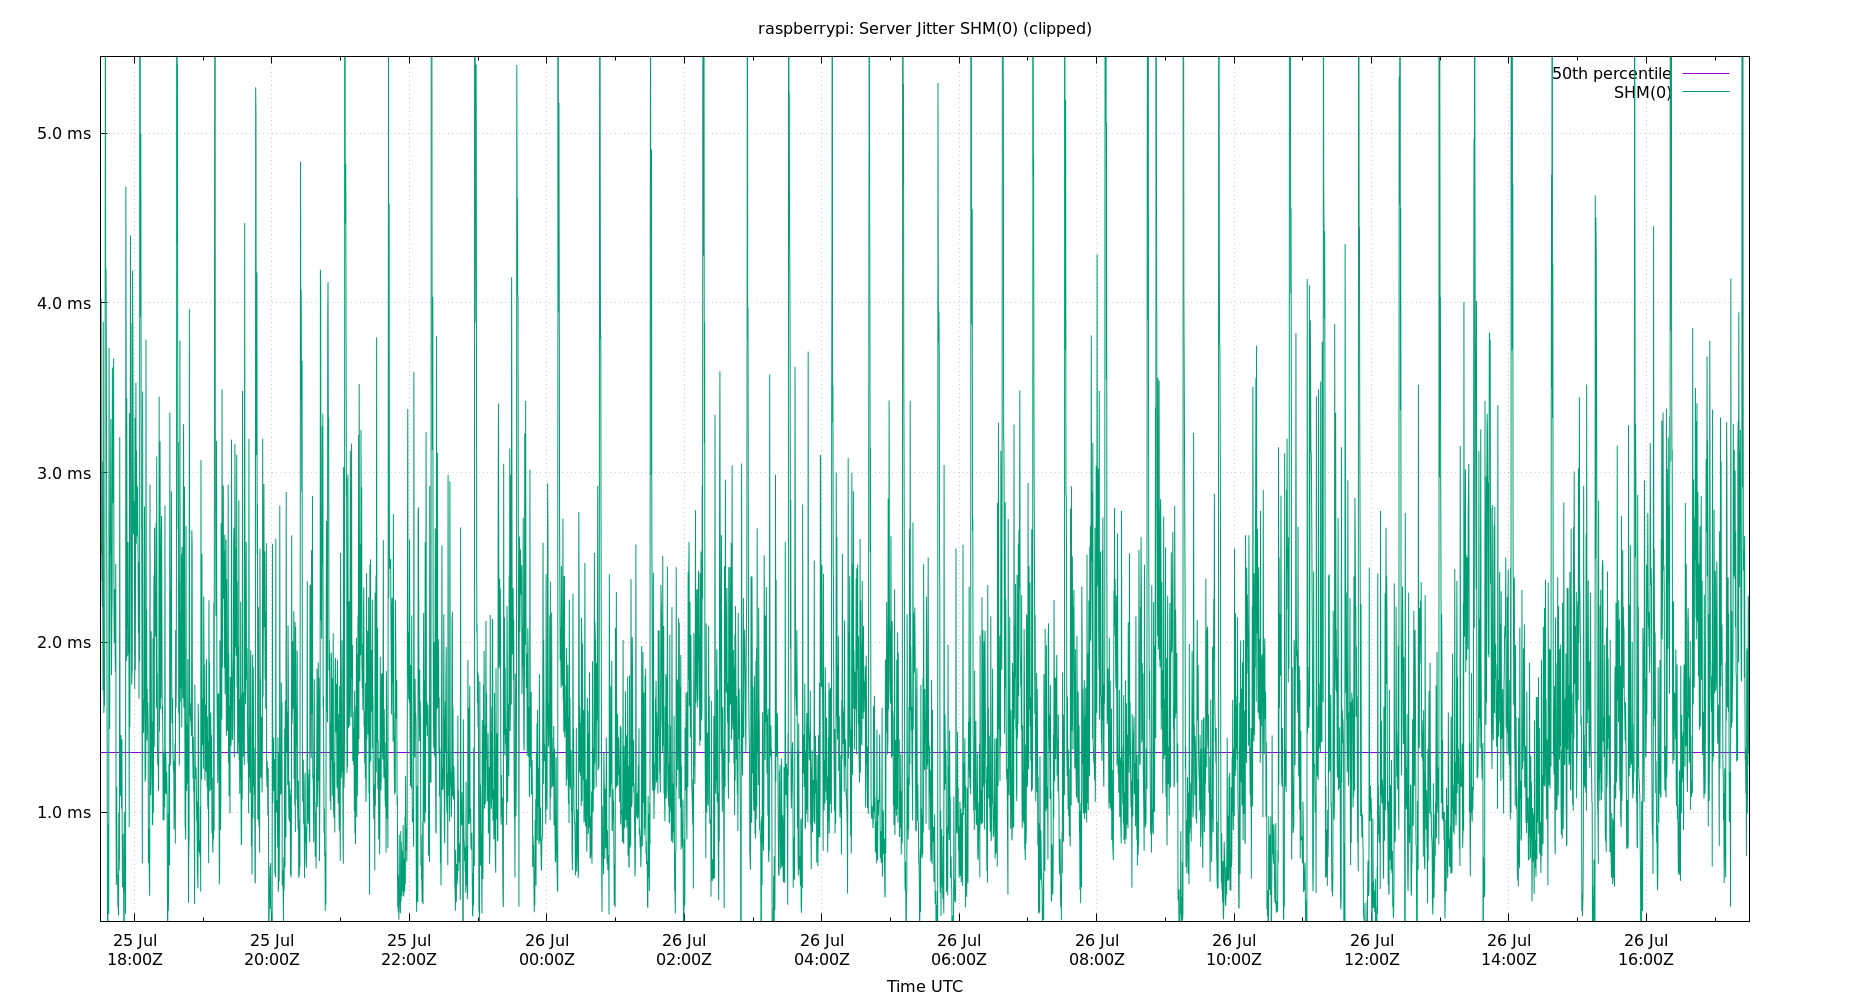 raspberrypi: Server Jitter SHM(0) (clipped)
50th percentile
SHM(0)
5.0 ms
4.0 ms
3.0 ms
2.0 ms
1.0 ms
25 Jul 25 Jul 25 Jul 26 Jul 26 Jul 26 Jul 26 Jul 26 Jul 26 Jul 26 Jul 26 Jul 26 Jul
18:00Z 20:00Z 22:00Z 00:00Z 02:00Z 04:00Z 06:00Z 08:00Z 10:00Z 12:00Z 14:00Z 16:00Z
Time UTC